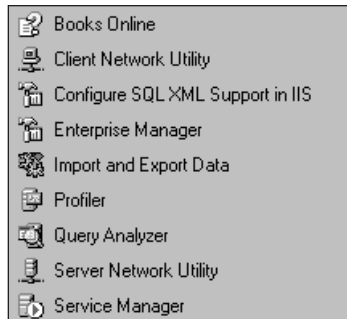 Books Online
Client Network Utility
Configure SQL XML Support in IIS
Enterprise Manager
Import and Export Data
Profiler
Query Analyzer
Server Network Utility
Service Manager